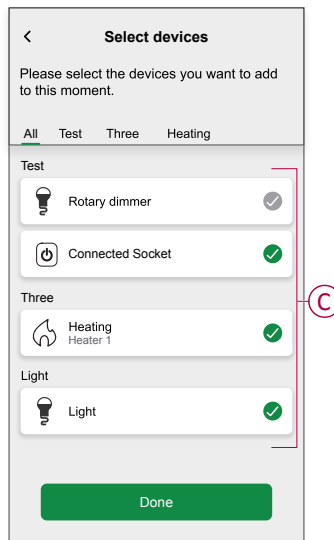 Select devices
Please select the devices you want to add
to this moment.
All Test Three Heating
Test
Rotary dimmer
Connected Socket
Three
Heating
Heater 1
Light
Light
C
Done